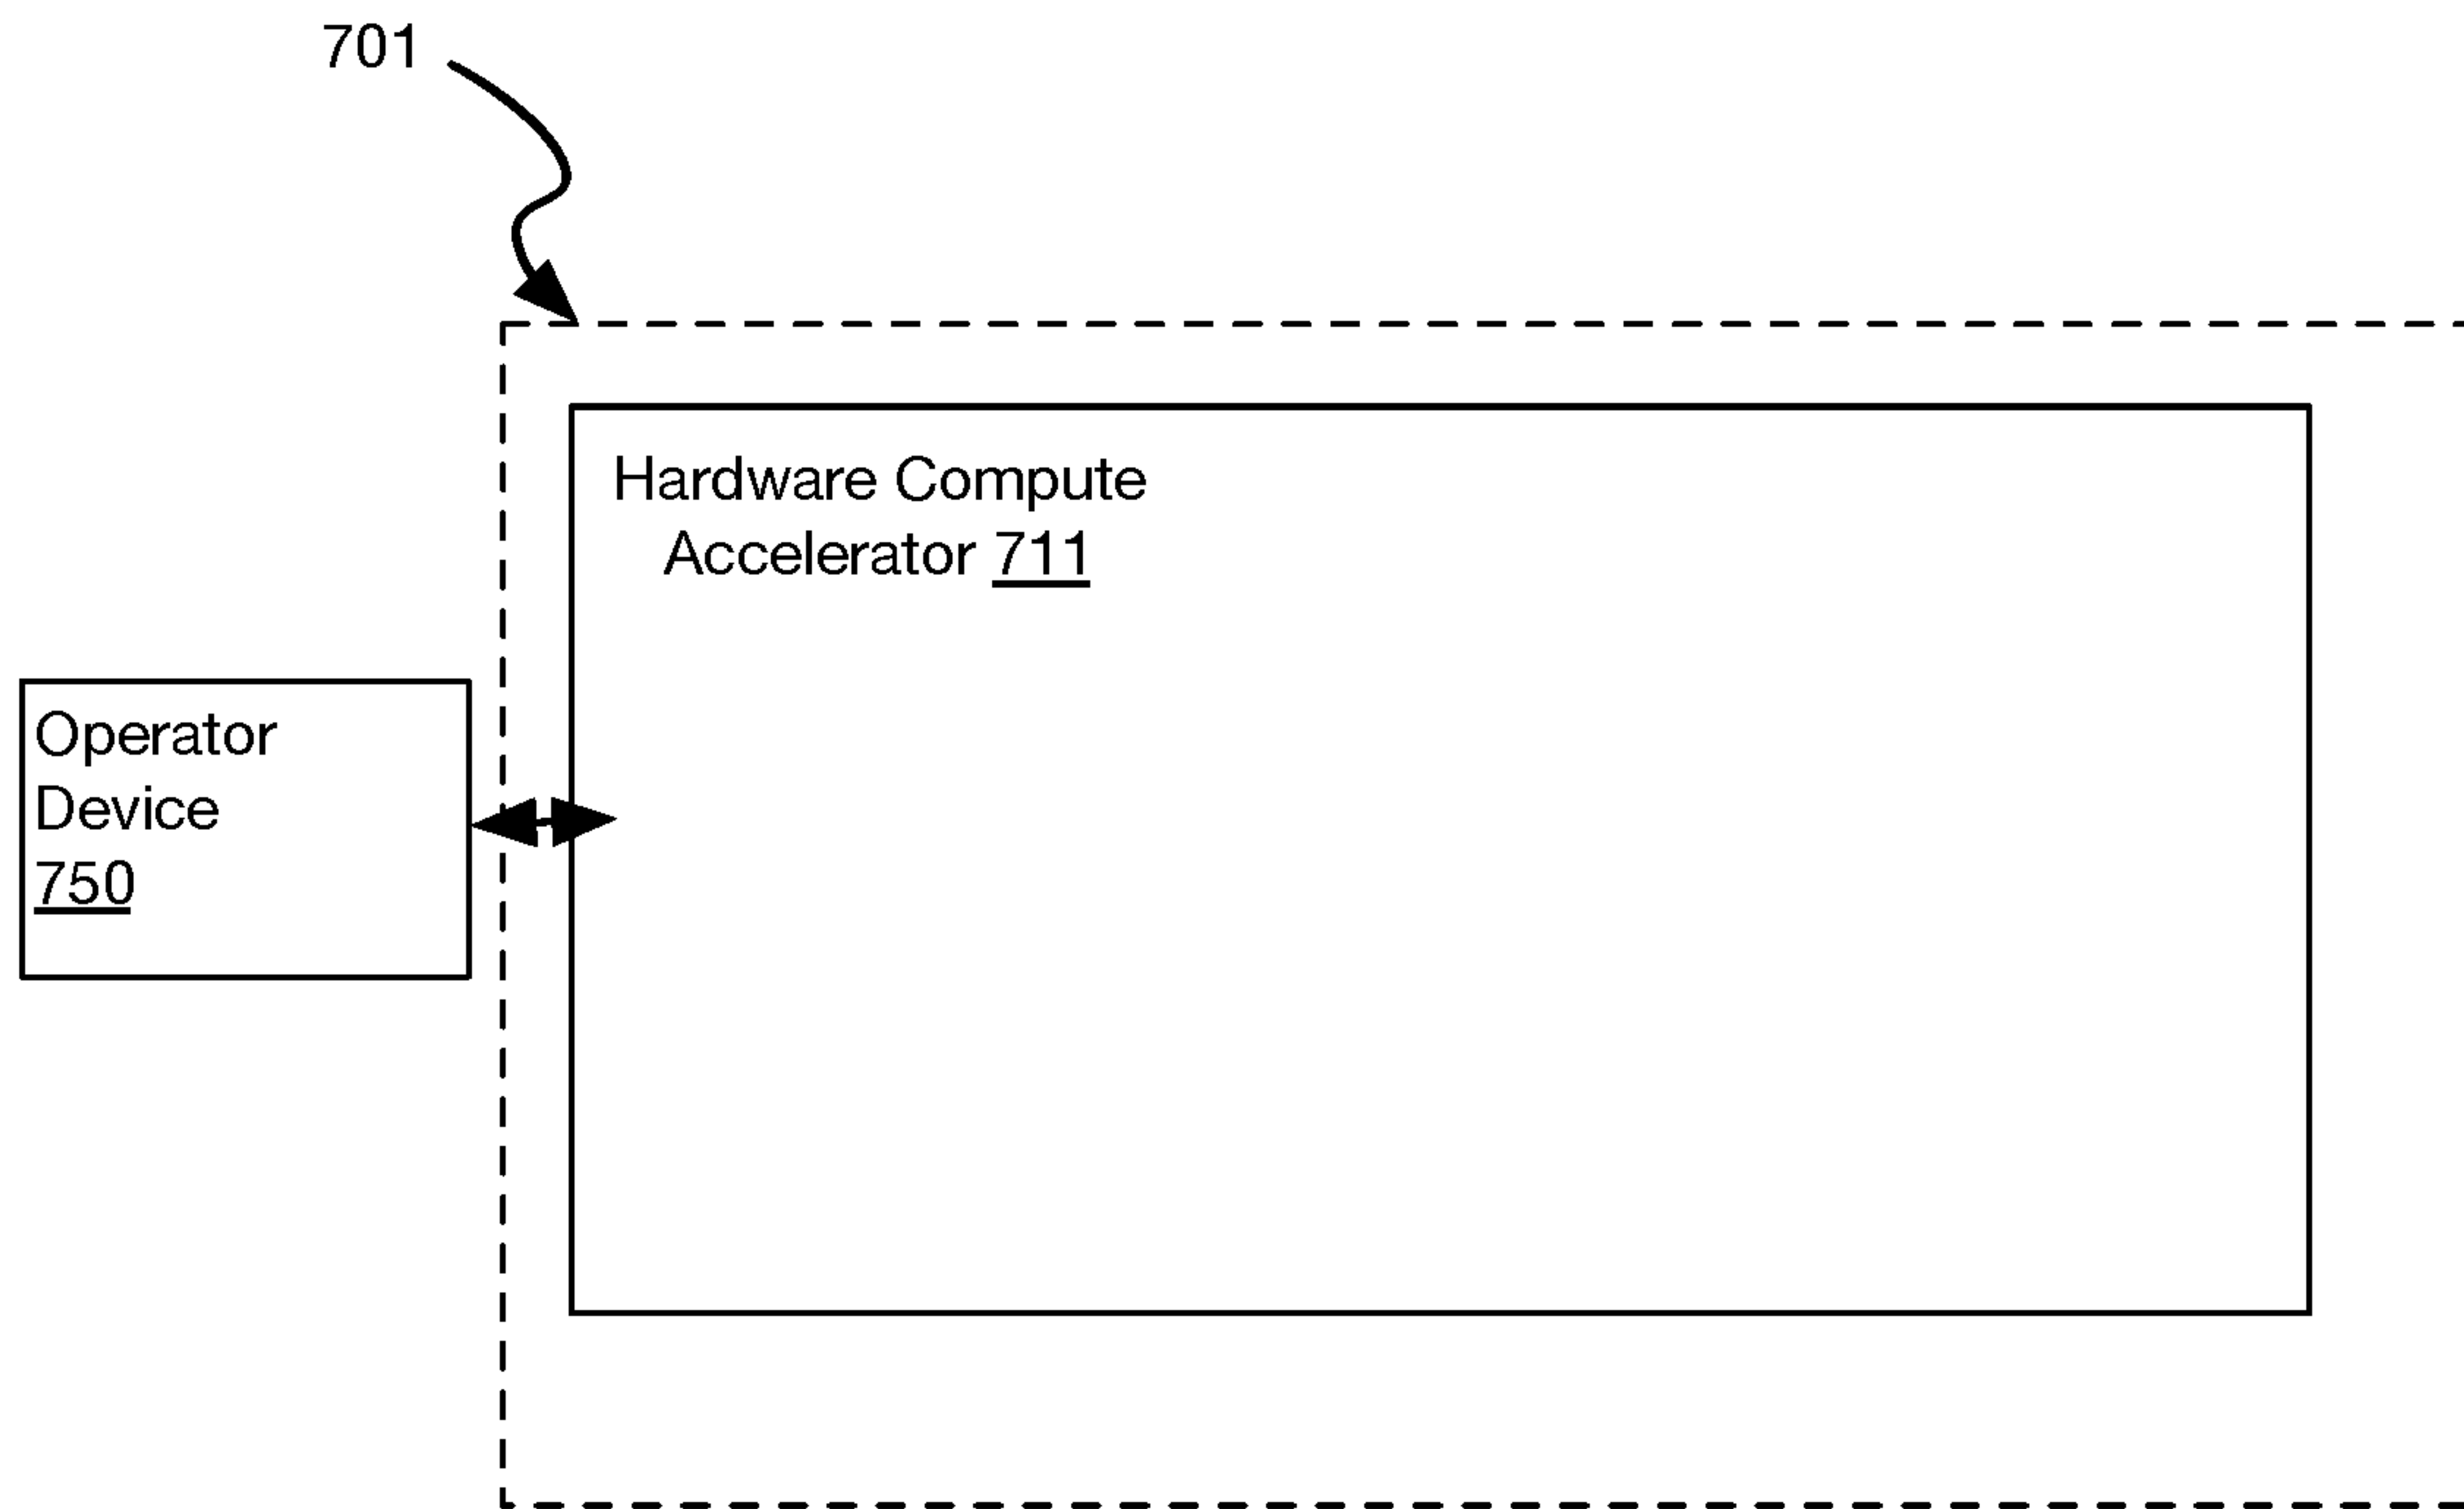 701
Hardware Compute
Accelerator 711
Operator
Device
750